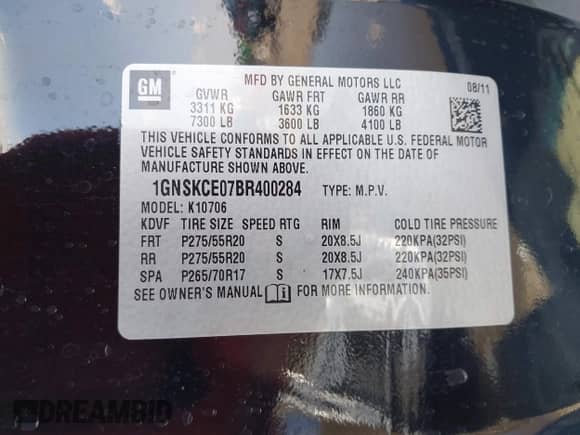 GM
MFD BY GENERAL MOTORS LLC 08/11
GVWR GAWR FRT GAWR RR
3311 KG 1633 KG 1860 KG
7300 LB 3600 LB 4100 LB
THIS VEHICLE CONFORMS TO ALL APPLICABLE U.S. FEDERAL MOTOR
VEHICLE SAFETY STANDARDS IN EFFECT ON THE DATE OF
MANUFACTURE SHOWN ABOVE.
1GNSKCE07BR400284 TYPE: M.P.V.
MODEL: K10706
KDVF TIRE SIZE SPEED RTG RIM COLD TIRE PRESSURE
FRT P275/55R20 S 20X8.5J 220KPA(32PSI)
RR P275/55R20 S 20X8.5J 220KPA(32PSI)
SPA P265/70R17 S 17X7.5J 240KPA(35PSI)
SEE OWNER'S MANUAL i FOR MORE INFORMATION.
DREAMBID